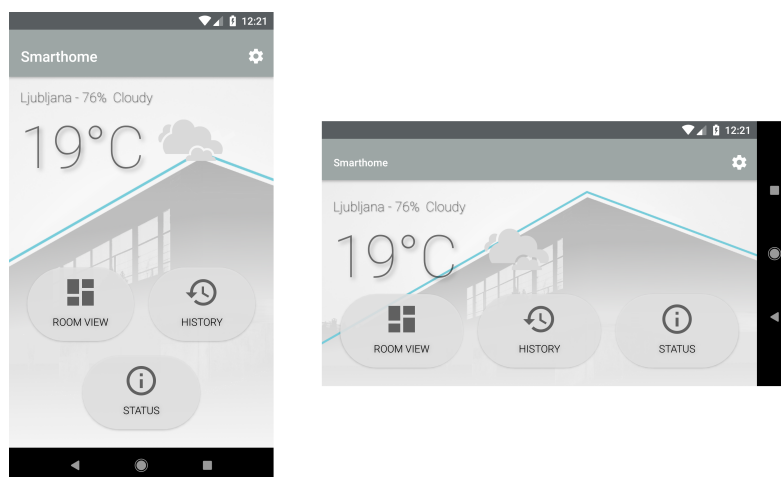 12:21
Smarthome
Ljubljana - 76% Cloudy
19°C
ROOM VIEW
HISTORY
STATUS
12:21
Smarthome
Ljubljana - 76% Cloudy
19°C
ROOM VIEW
HISTORY
STATUS